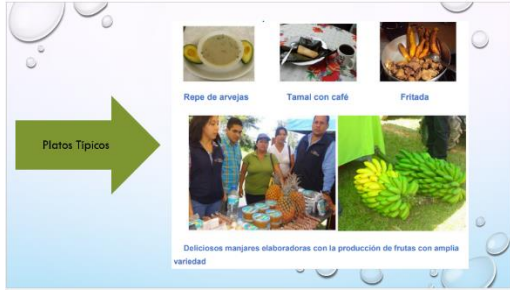 Platos Tipicos
Repe de arvejas
Tamal con café
Fritada
Deliciosos manjares elaboradoras con la producción de frutas con amplia
variedad